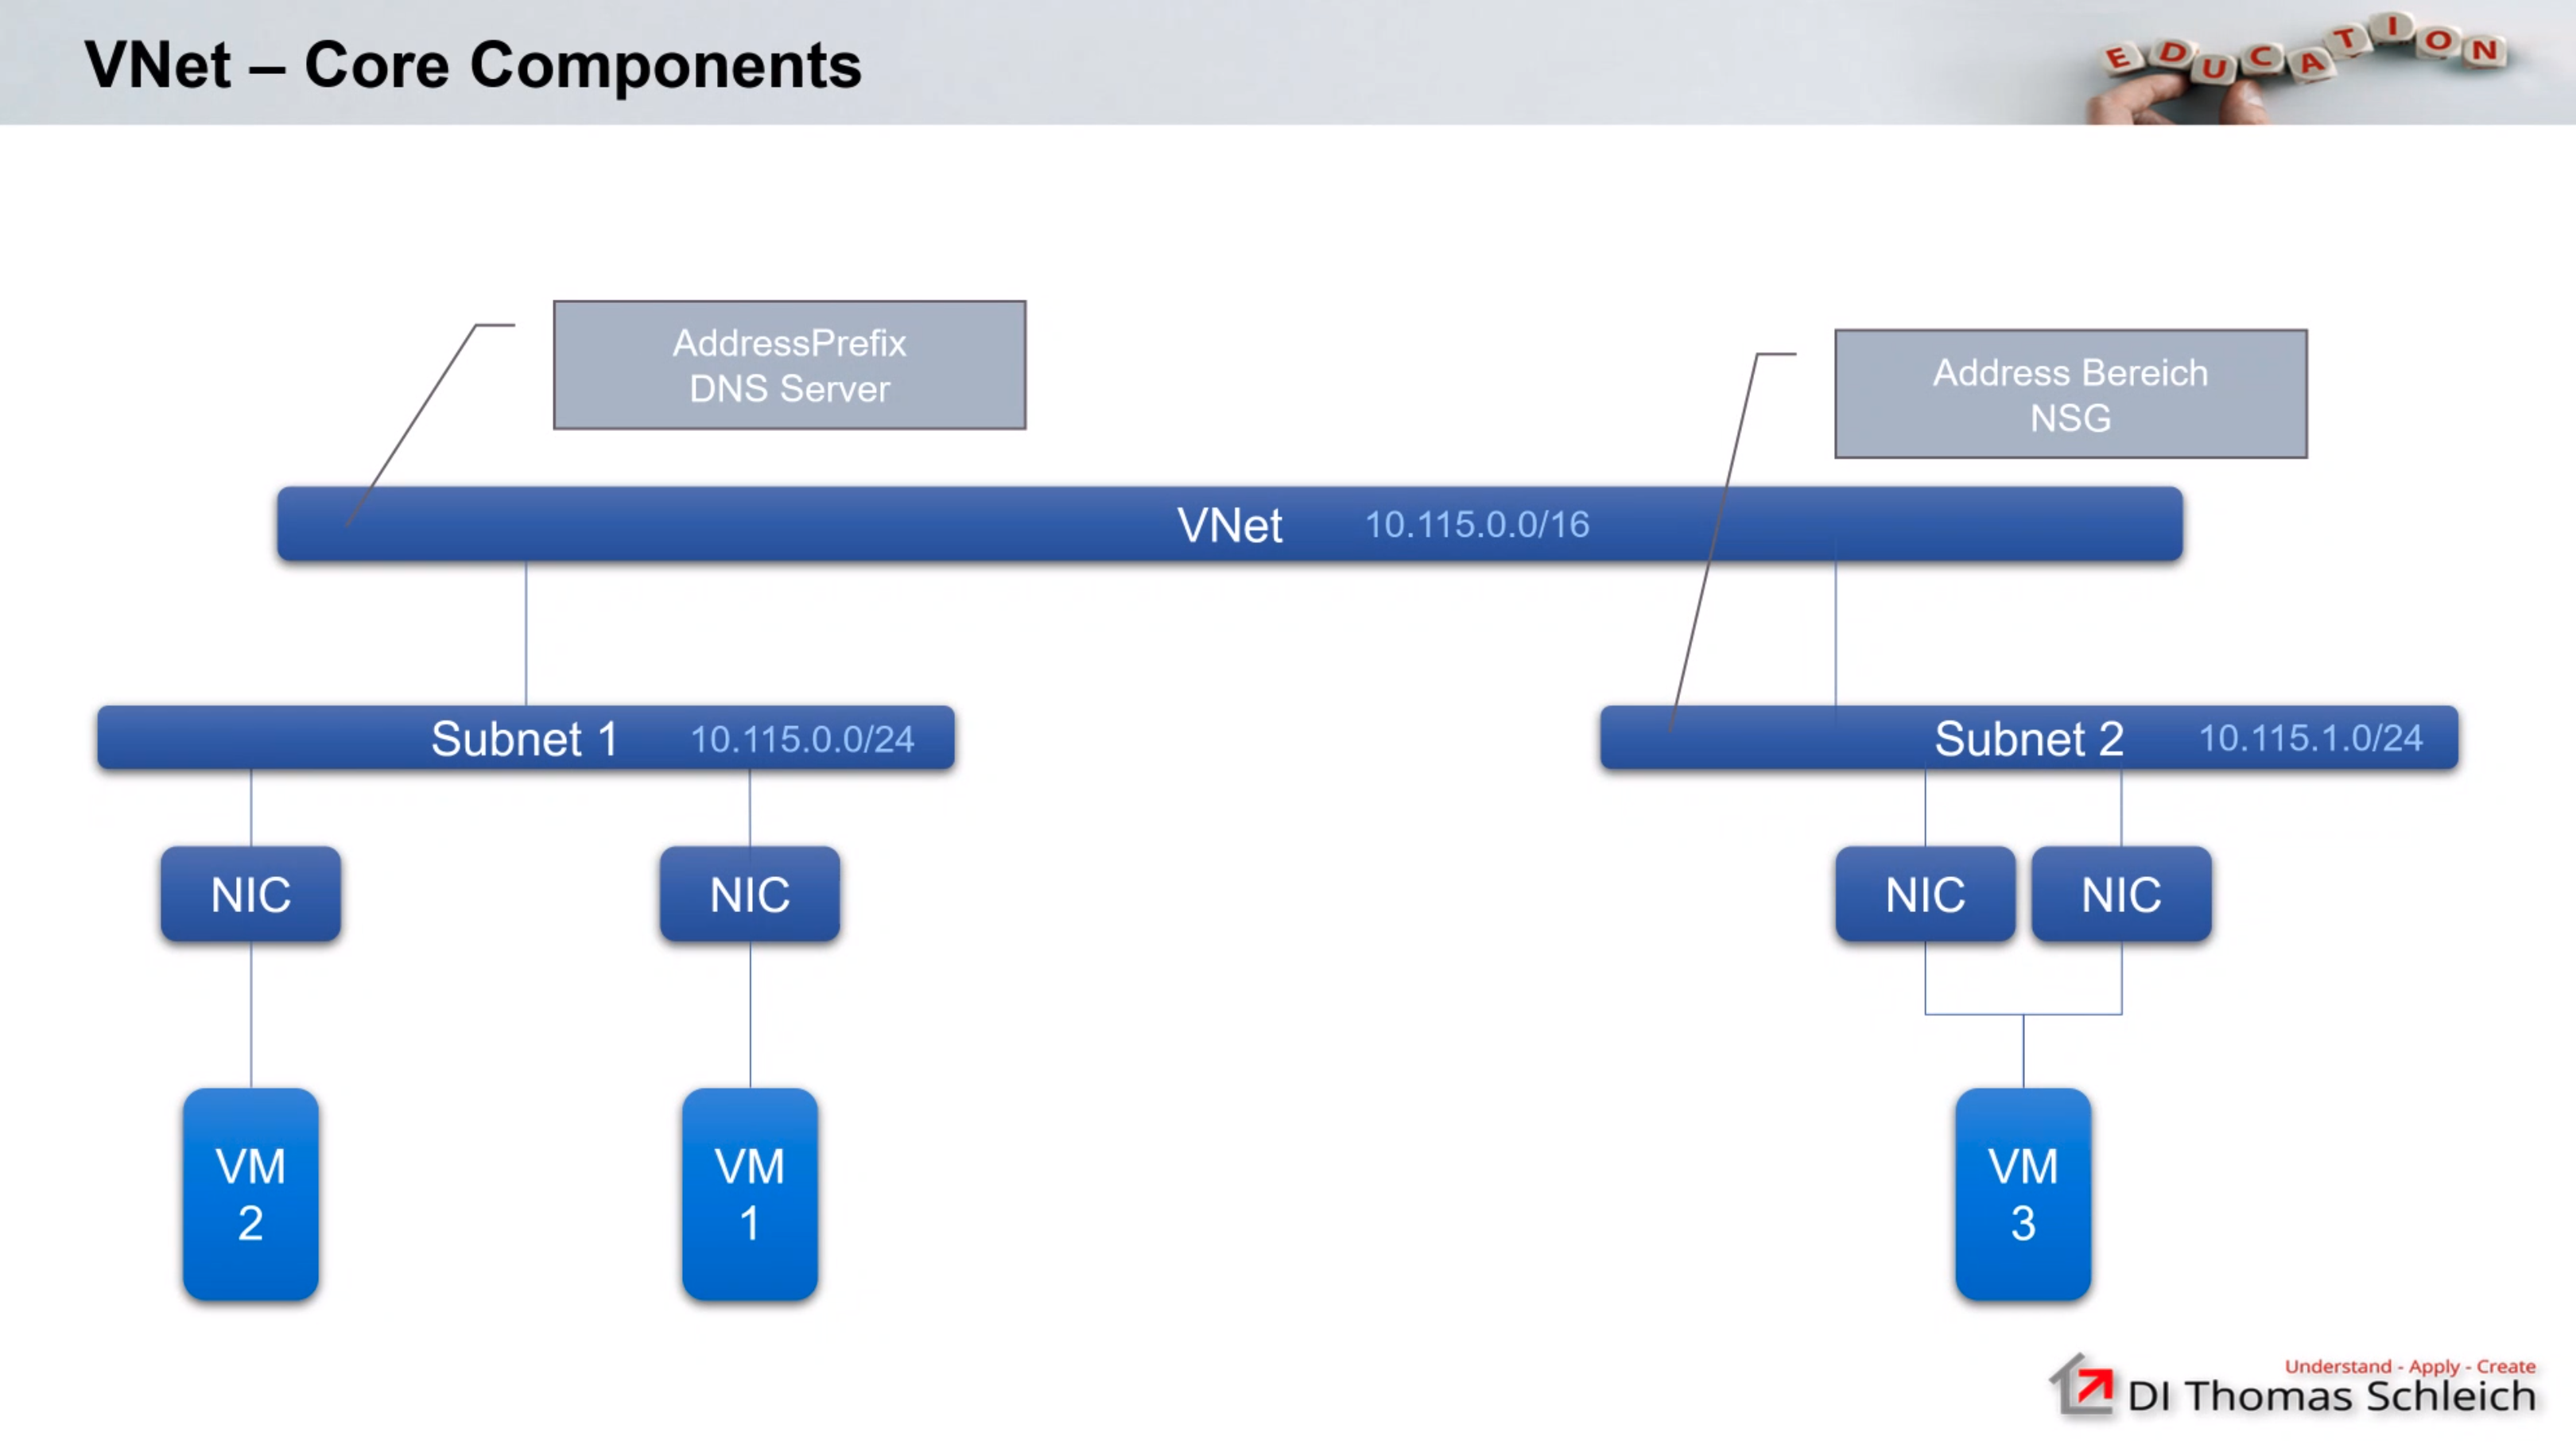 VNet – Core Components
EDUCATION
AddressPrefix
DNS Server
Address Bereich
NSG
VNet 10.115.0.0/16
Subnet 1 10.115.0.0/24
Subnet 2 10.115.1.0/24
NIC
NIC
NIC
NIC
VM
2
VM
1
VM
3
Understand - Apply - Create
DI Thomas Schleich